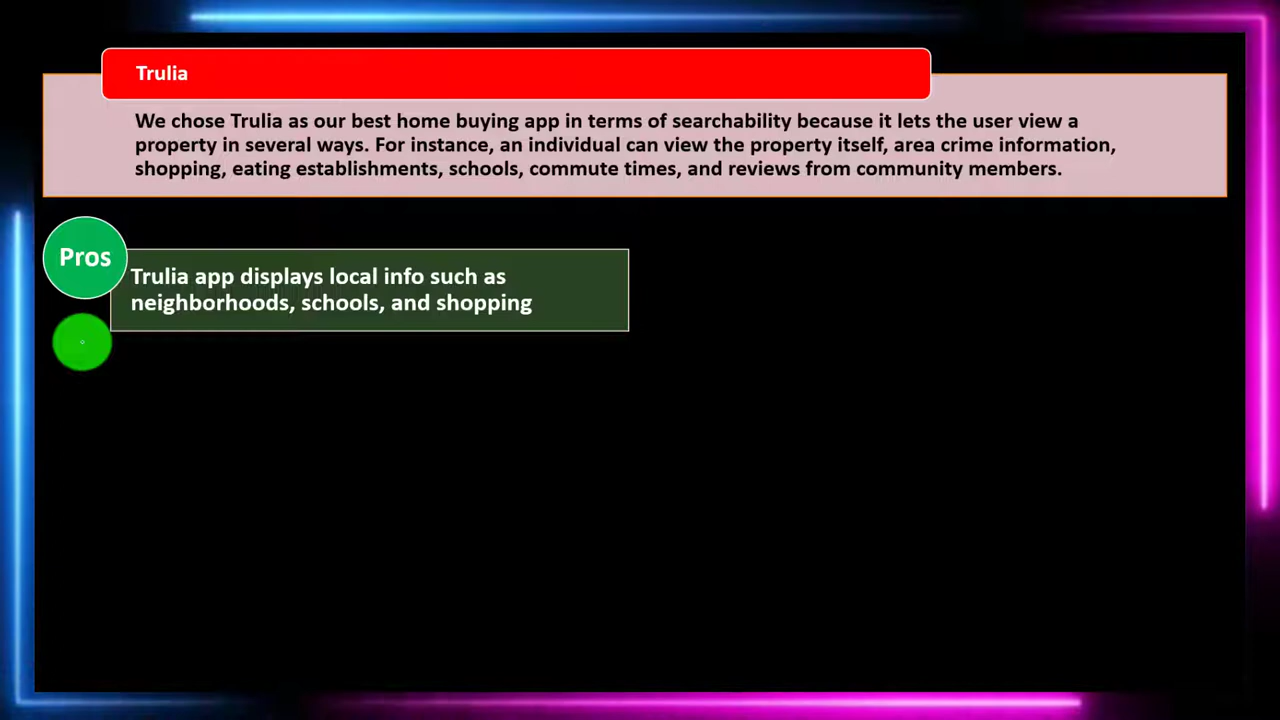 Trulia
We chose Trulia as our best home buying app in terms of searchability because it lets the user view a
property in several ways. For instance, an individual can view the property itself, area crime information,
shopping, eating establishments, schools, commute times, and reviews from community members.
Pros
Trulia app displays local info such as
neighborhoods, schools, and shopping